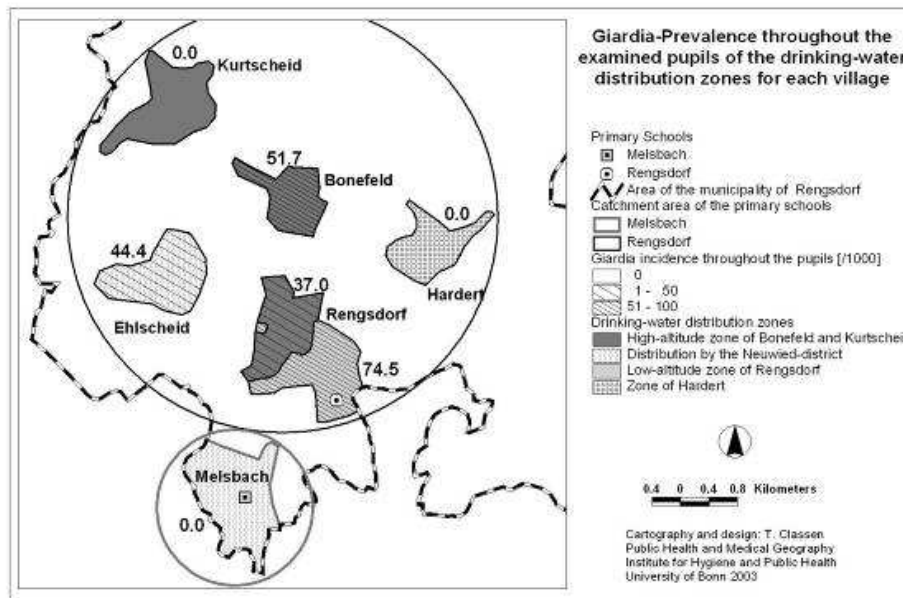 Giardia-Prevalence throughout the
examined pupils of the drinking-water
distribution zones for each village
0.0
Kurtscheid
51.7
Bonefeld
0.0
Hardert
44.4
Ehlscheid
37.0
Rengsdorf
74.5
Melsbach
0.0
Primary Schools
Melsbach
Rengsdorf
Area of the municipality of Rengsdorf
Catchment area of the primary schools
Melsbach
Rengsdorf
Giardia incidence throughout the pupils [/1000]
0
1 - 50
51 - 100
Drinking-water distribution zones
High-altitude zone of Bonefeld and Kurtscheid
Distribution by the Neuwied-district
Low-altitude zone of Rengsdorf
Zone of Hardert
0.4 0 0.4 0.8 Kilometers
Cartography and design: T. Classen
Public Health and Medical Geography
Institute for Hygiene and Public Health
University of Bonn 2003